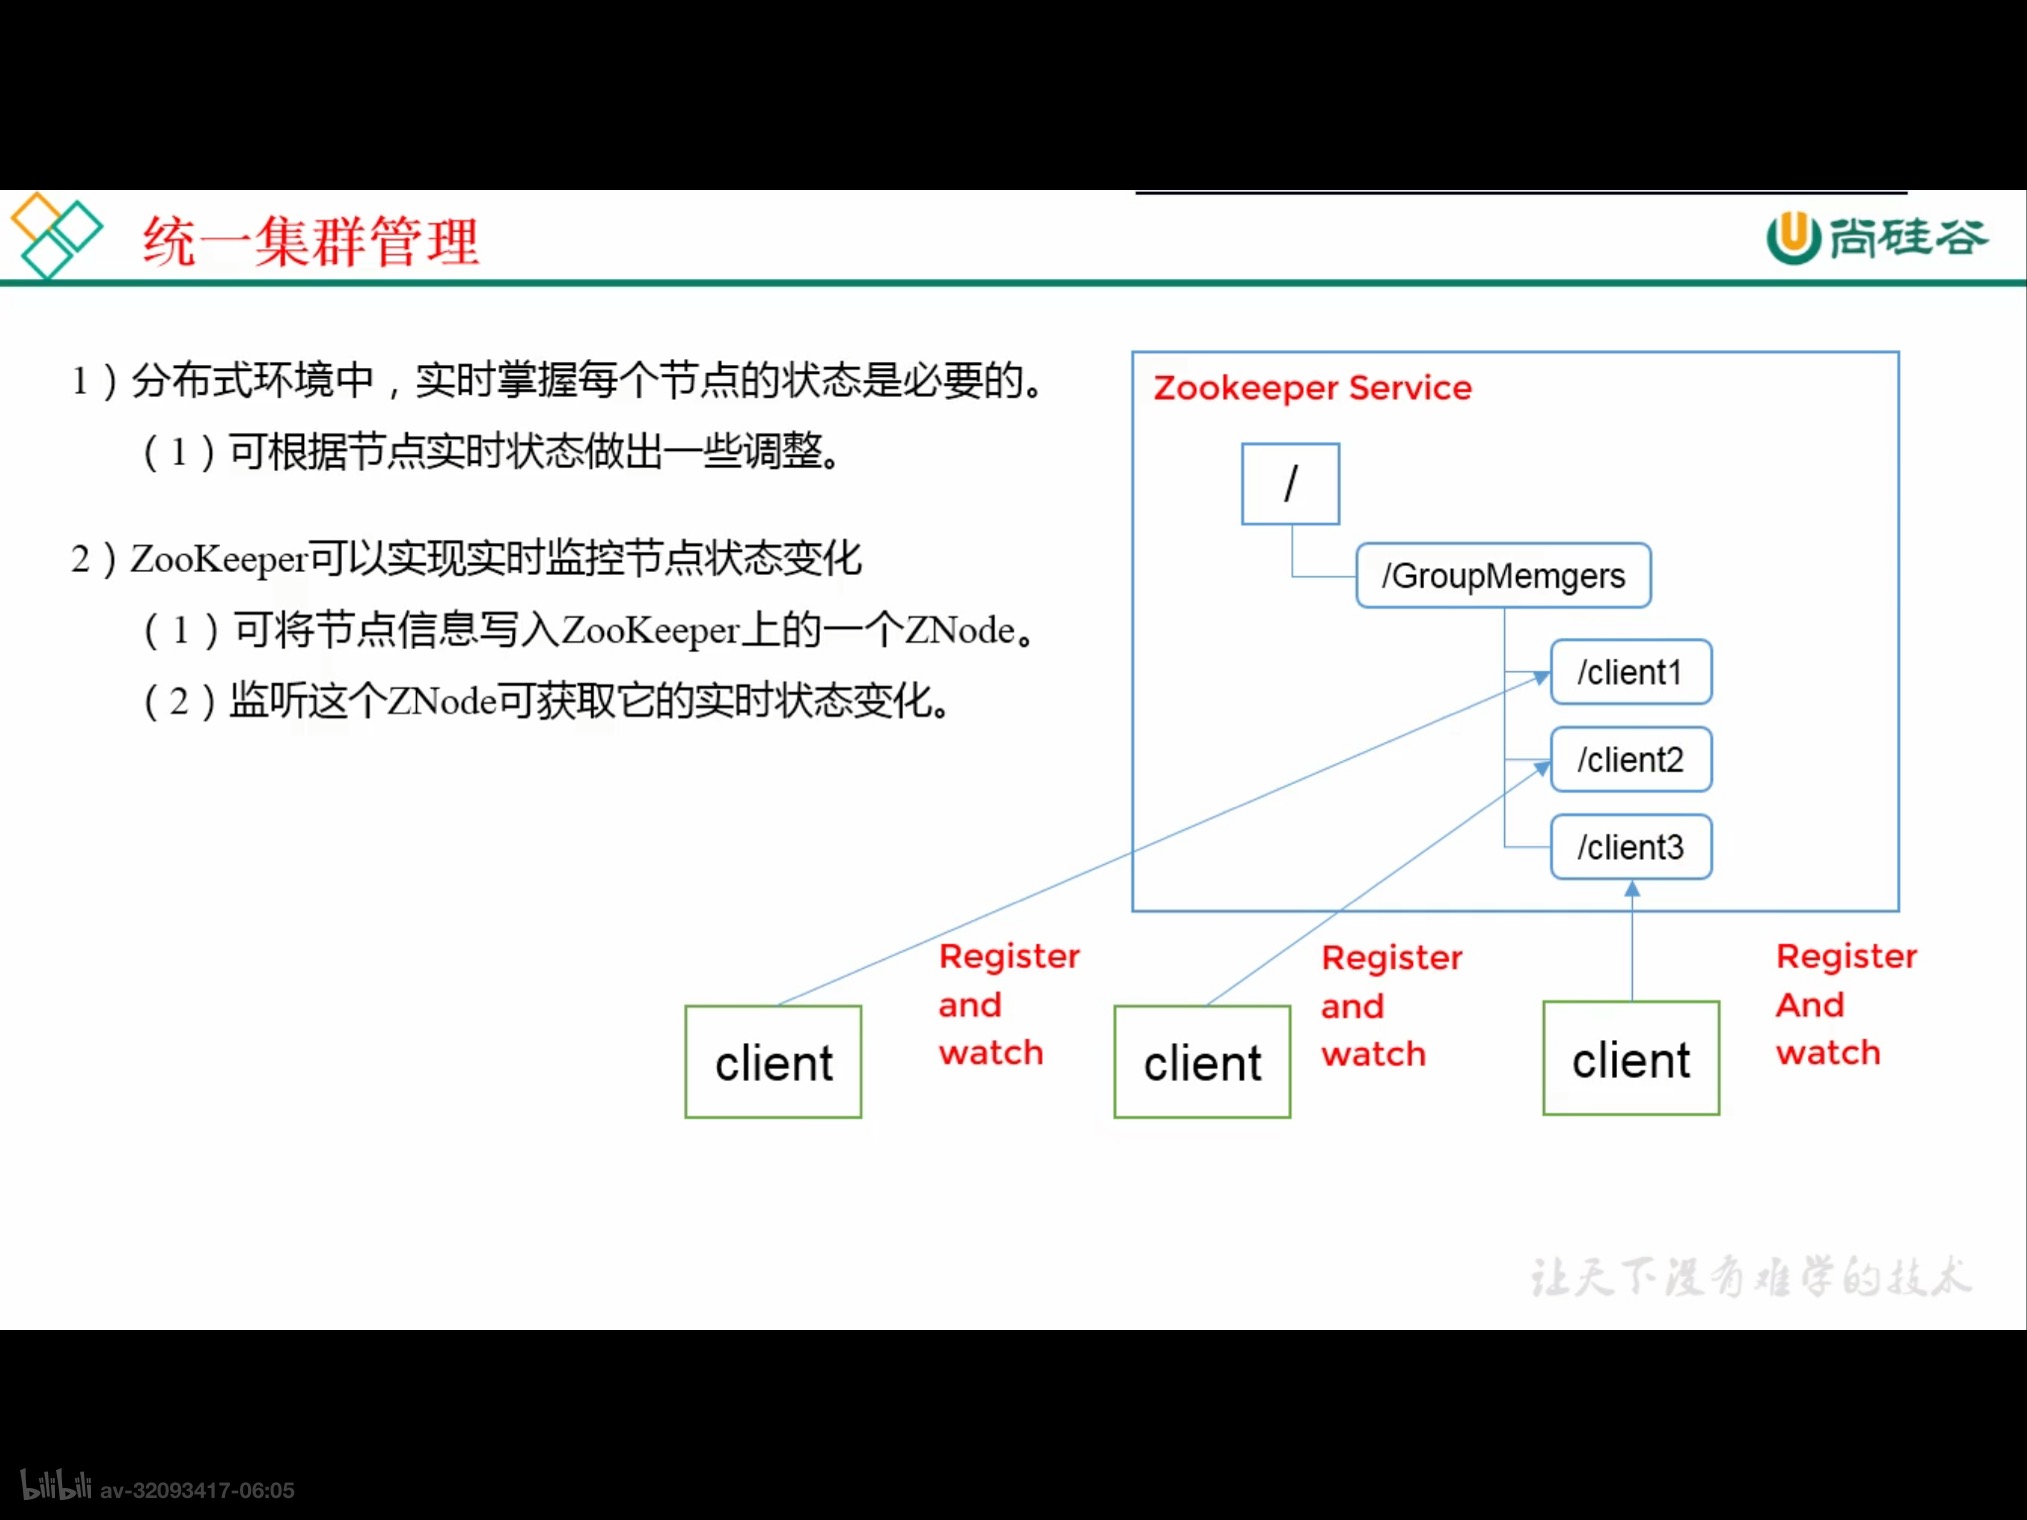 统一集群管理
尚硅谷
1）分布式环境中，实时掌握每个节点的状态是必要的。
（1）可根据节点实时状态做出一些调整。
2）ZooKeeper可以实现实时监控节点状态变化
（1）可将节点信息写入ZooKeeper上的一个ZNode。
（2）监听这个ZNode可获取它的实时状态变化。
Zookeeper Service
/
/GroupMemgers
/client1
/client2
/client3
Register
and
watch
Register
and
watch
Register
And
watch
client
client
client
让天下没有难学的技术
bilibili av-32093417-06:05